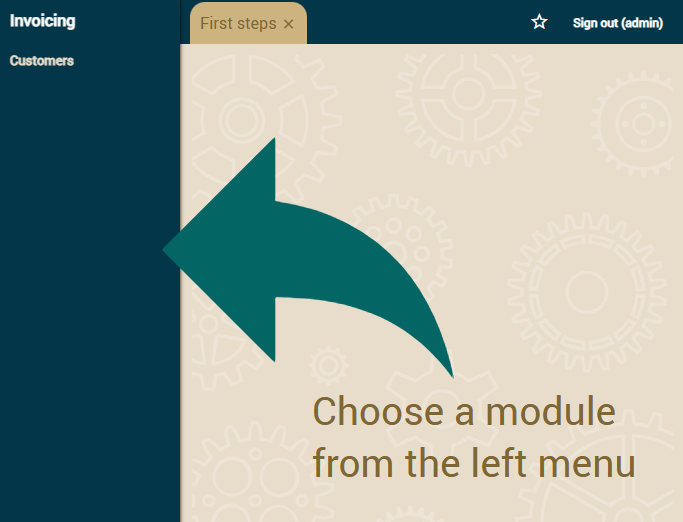 Invoicing
First steps ×
Sign out (admin)
Customers
Choose a module
from the left menu